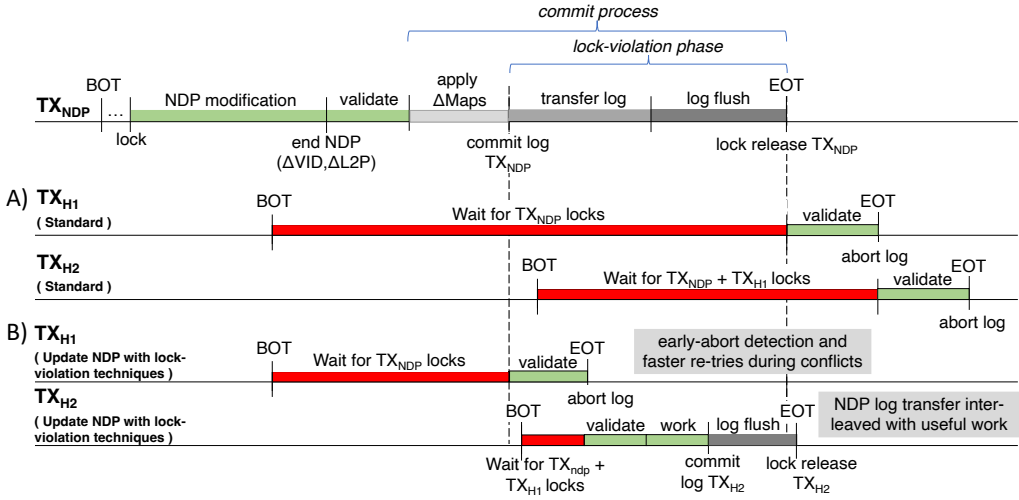 commit process
lock-violation phase
BOT
EOT
apply
ΔMaps
TX_NDP
...
NDP modification
validate
transfer log
log flush
lock
end NDP
(ΔVID,ΔL2P)
commit log
TX_NDP
lock release TX_NDP
A) TX_H1
( Standard )
BOT
Wait for TX_NDP locks
validate
EOT
abort log
TX_H2
( Standard )
BOT
Wait for TX_NDP + TX_H1 locks
validate
EOT
abort log
B) TX_H1
( Update NDP with lock-
violation techniques )
BOT
Wait for TX_NDP locks
validate
EOT
abort log
early-abort detection and
faster re-tries during conflicts
TX_H2
( Update NDP with lock-
violation techniques )
BOT
validate
work
log flush
EOT
Wait for TX_ndp +
TX_H1 locks
commit
log TX_H2
lock release
TX_H2
NDP log transfer inter-
leaved with useful work